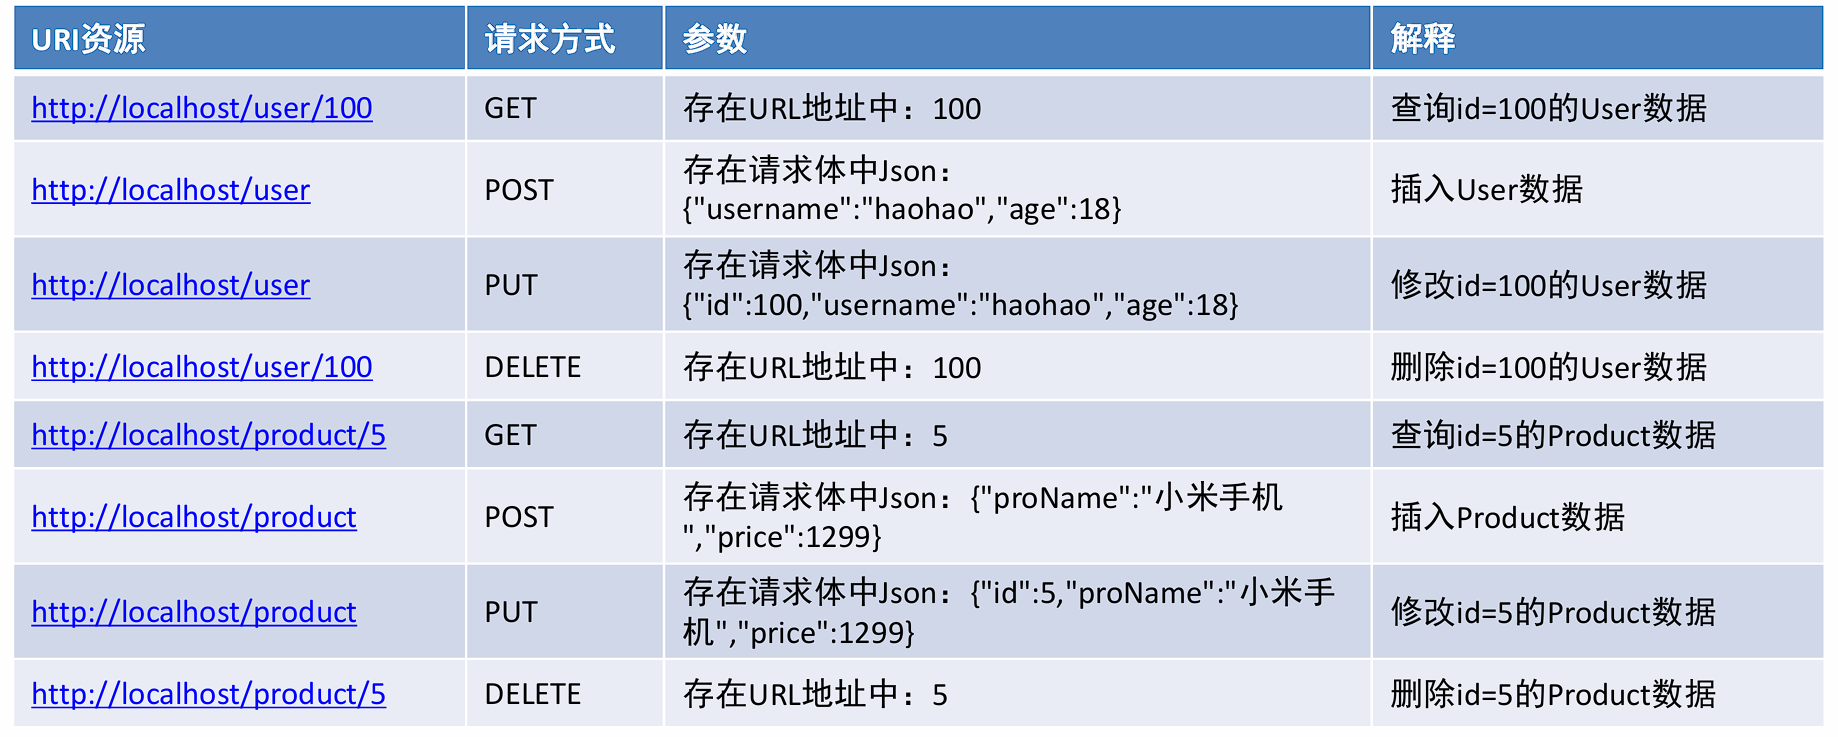 URI资源 请求方式 参数 解释
http://localhost/user/100 GET 存在URL地址中：100 查询id=100的User数据
http://localhost/user POST 存在请求体中Json：
{"username":"haohao","age":18} 插入User数据
http://localhost/user PUT 存在请求体中Json：
{"id":100,"username":"haohao","age":18} 修改id=100的User数据
http://localhost/user/100 DELETE 存在URL地址中：100 删除id=100的User数据
http://localhost/product/5 GET 存在URL地址中：5 查询id=5的Product数据
http://localhost/product POST 存在请求体中Json：{"proName":"小米手机
","price":1299} 插入Product数据
http://localhost/product PUT 存在请求体中Json：{"id":5,"proName":"小米手
机","price":1299} 修改id=5的Product数据
http://localhost/product/5 DELETE 存在URL地址中：5 删除id=5的Product数据